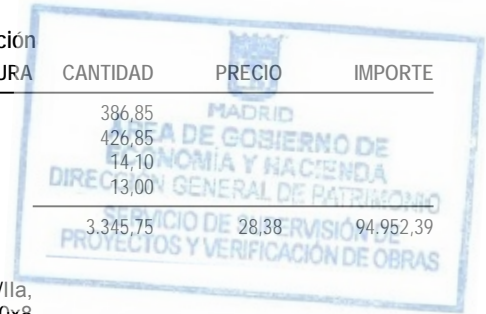 ción
URA CANTIDAD PRECIO IMPORTE
386,85
426,85
14,10
13,00
3.345,75 28,38 94.952,39
MADRID
ÁREA DE GOBIERNO DE
ECONOMÍA Y HACIENDA
DIRECCIÓN GENERAL DE PATRIMONIO
SERVICIO DE SUPERVISIÓN DE
PROYECTOS Y VERIFICACIÓN DE OBRAS
/IIa,
0x8